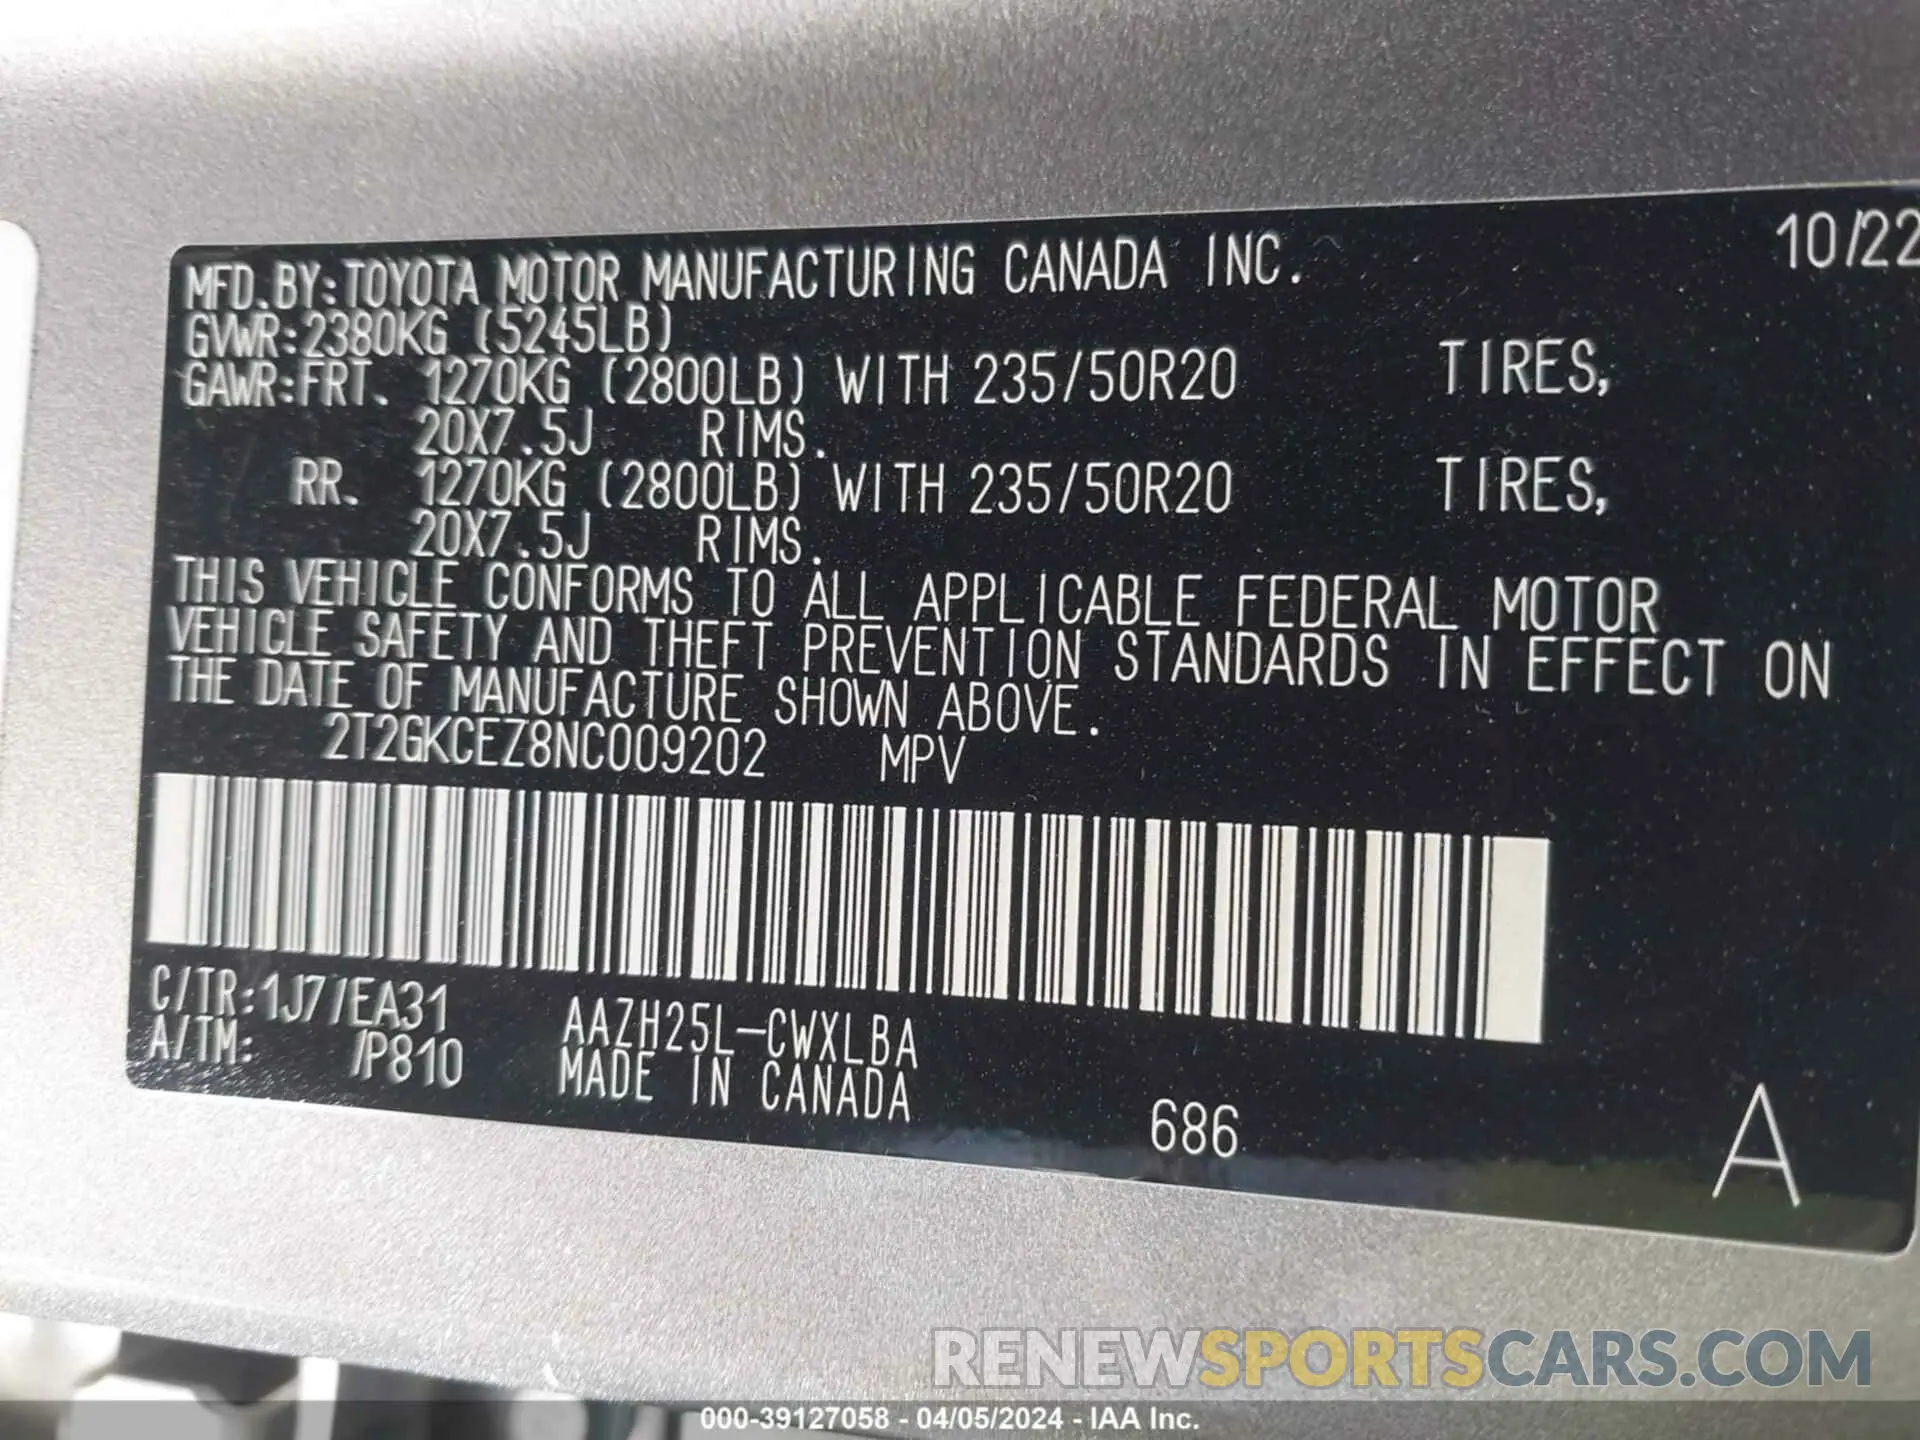 10/22
MFD.BY:TOYOTA MOTOR MANUFACTURING CANADA INC.
GVWR:2380KG (5245LB)
GAWR:FRT. 1270KG (2800LB) WITH 235/50R20 TIRES,
20X7.5J RIMS.
RR. 1270KG (2800LB) WITH 235/50R20 TIRES,
20X7.5J RIMS.
THIS VEHICLE CONFORMS TO ALL APPLICABLE FEDERAL MOTOR
VEHICLE SAFETY AND THEFT PREVENTION STANDARDS IN EFFECT ON
THE DATE OF MANUFACTURE SHOWN ABOVE.
2T2GKCEZ8NC009202 MPV
C/TR:1J7/EA31 AAZH25L-CWXLBA
A/TM: /P810 MADE IN CANADA
686
A
RENEWSPORTSCARS.COM
000-39127058 - 04/05/2024 - IAA Inc.